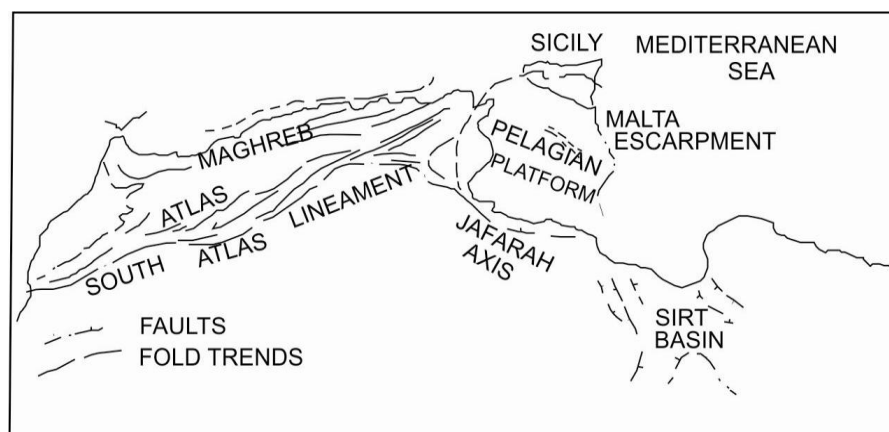 SICILY
MEDITERRANEAN
SEA
MALTA
ESCARPMENT
MAGHREB
PELAGIAN
PLATFORM
ATLAS
SOUTH ATLAS LINEAMENT
JAFARAH
AXIS
SIRT
BASIN
FAULTS
FOLD TRENDS